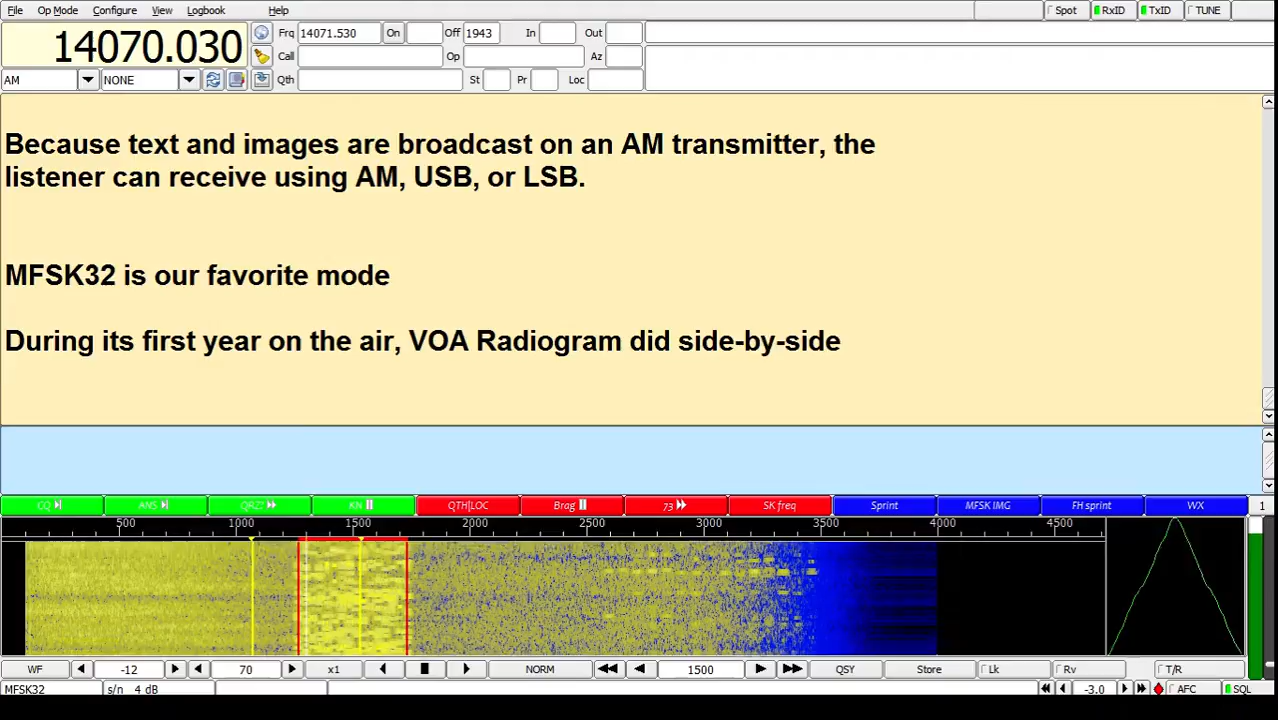 File Op Mode Configure View Logbook Help Spot RxID TxID TUNE
14070.030 Frq 14071.530 On Off 1943 In Out
Call Op Az
AM NONE Qth St Pr Loc
Because text and images are broadcast on an AM transmitter, the
listener can receive using AM, USB, or LSB.
MFSK32 is our favorite mode
During its first year on the air, VOA Radiogram did side-by-side
CQ ANS QRZ! KN QTH|LOC Brag 73 SK freq Sprint MFSK IMG FH sprint WX 1
500 1000 1500 2000 2500 3000 3500 4000 4500
WF -12 70 x1 NORM 1500 QSY Store Lk Rv T/R
MFSK32 s/n 4 dB -3.0 AFC SQL